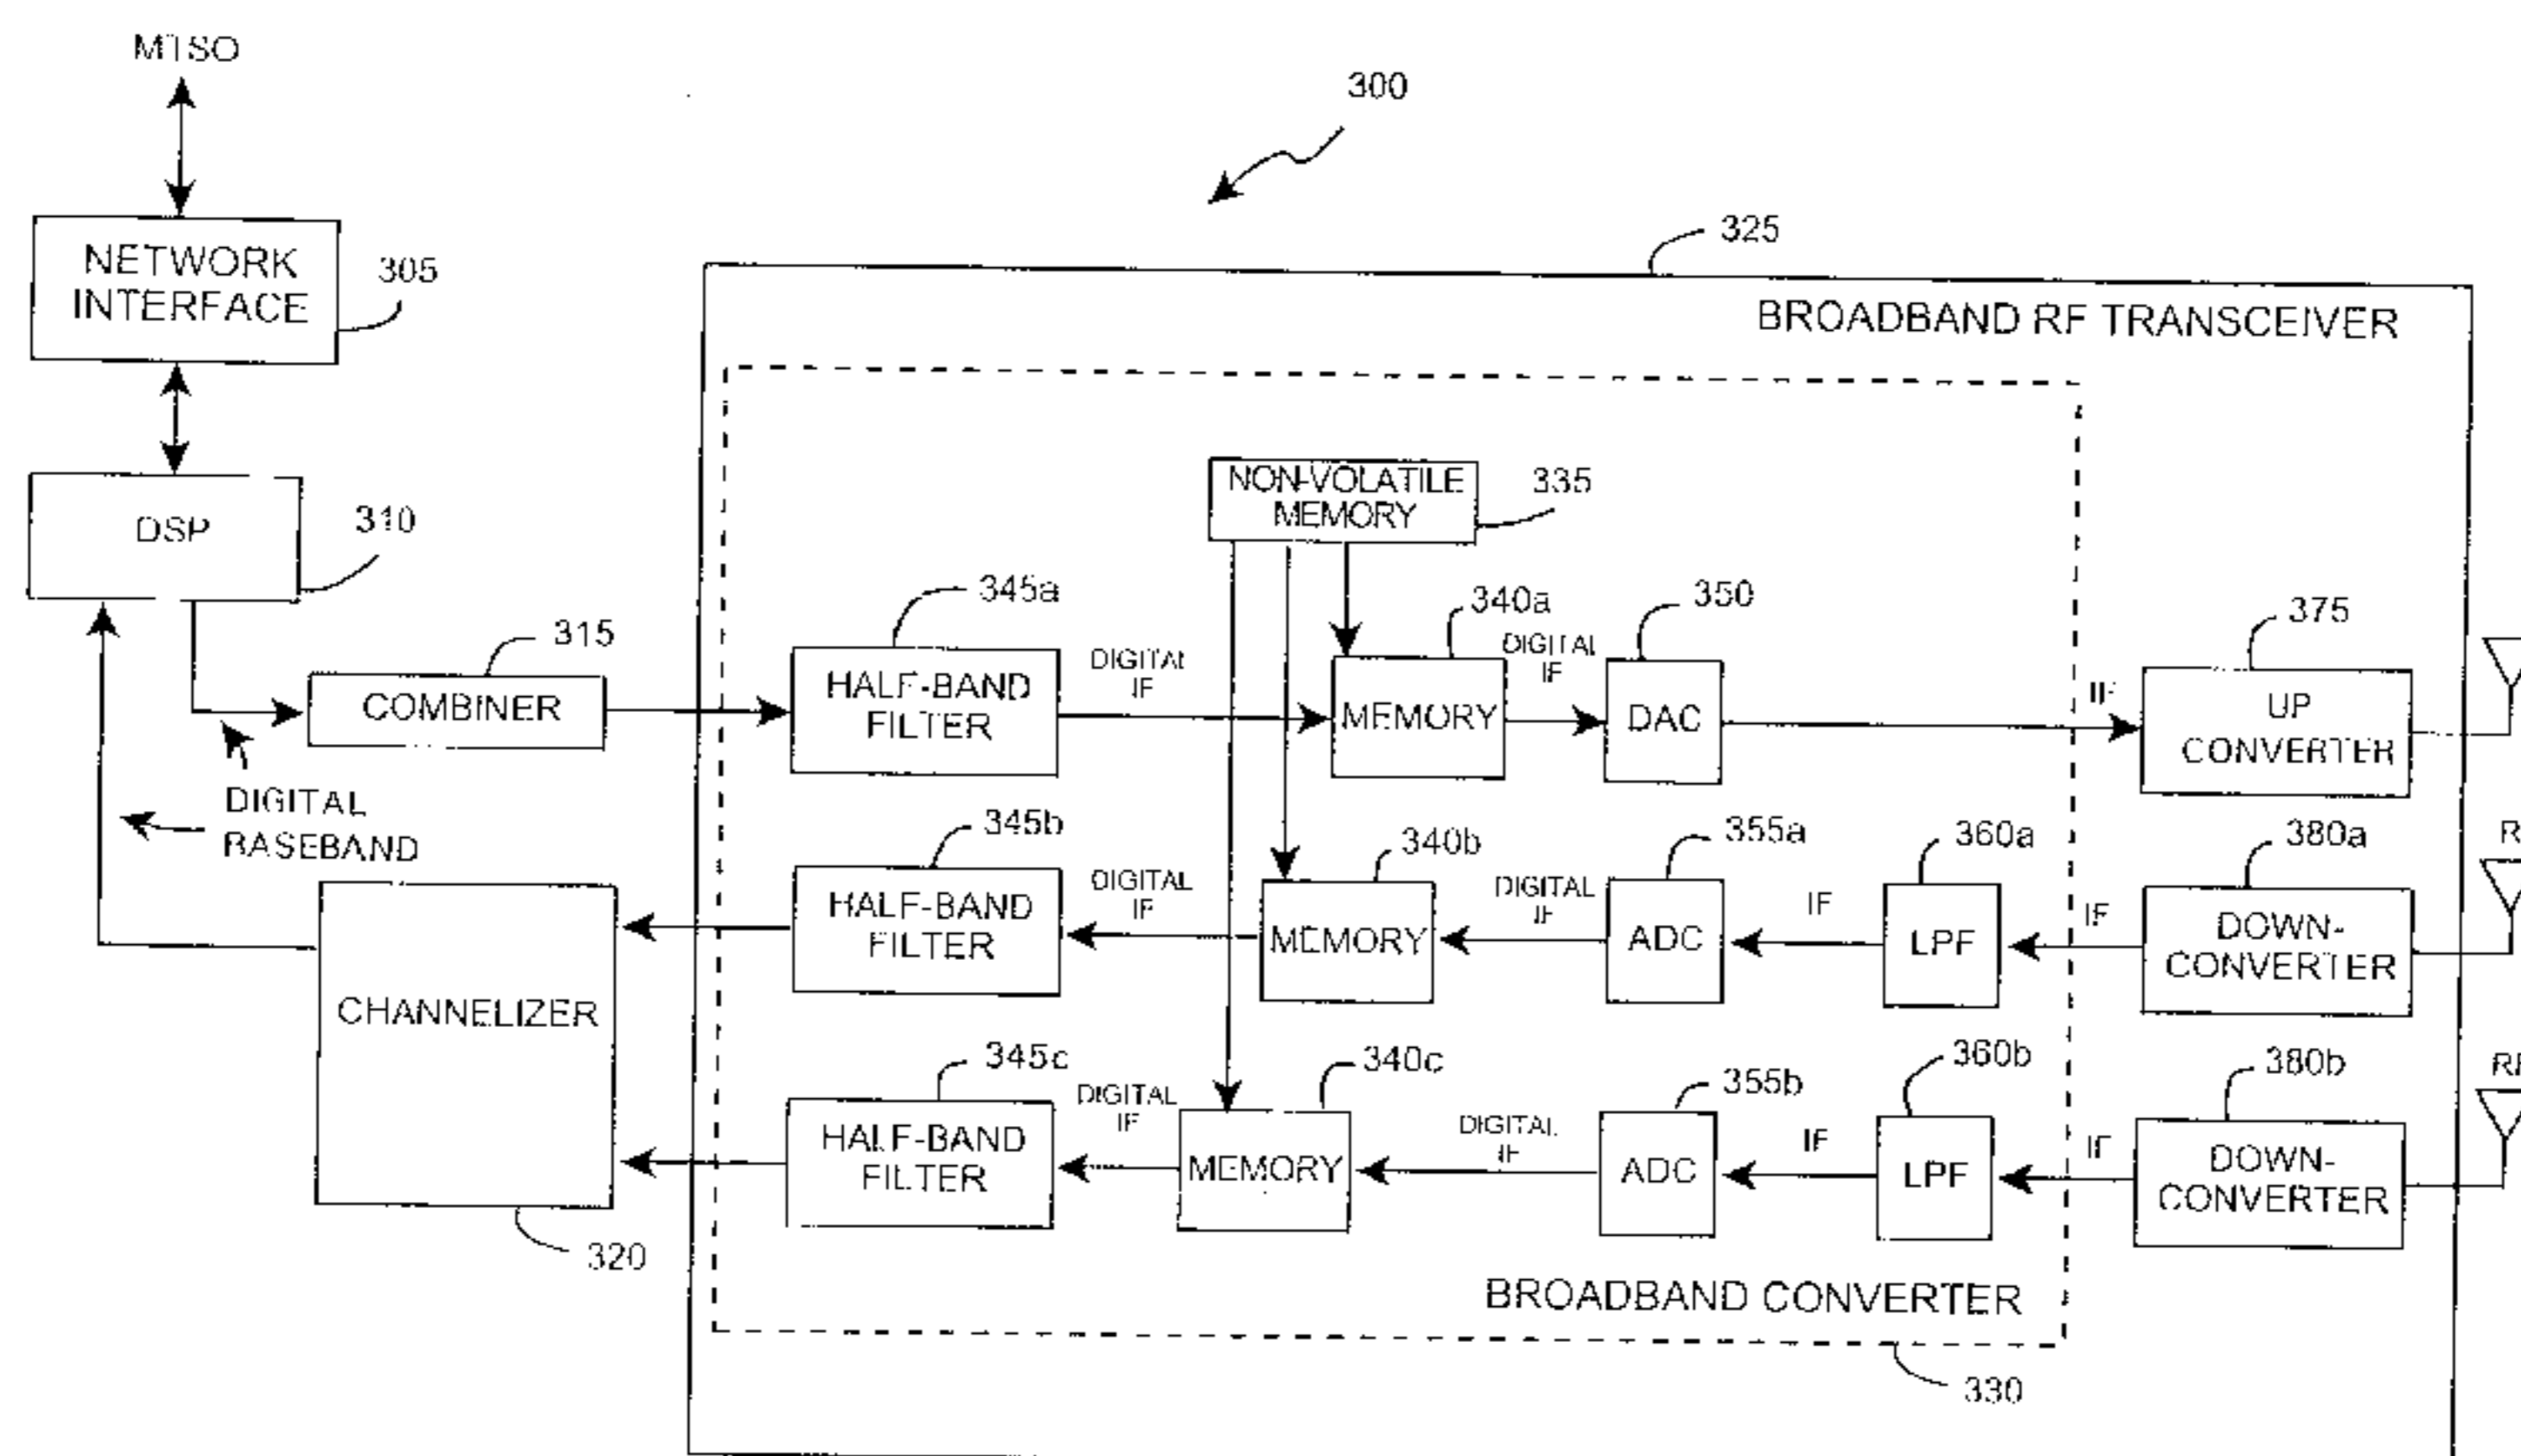 MTSO
300
NETWORK
INTERFACE
305
325
BROADBAND RF TRANSCEIVER
DSP
310
NON-VOLATILE
MEMORY
335
315
COMBINER
345a
HALF-BAND
FILTER
DIGITAL
IF
340a
MEMORY
DIGITAL
IF
350
DAC
IF
375
UP
CONVERTER
DIGITAL
RASEBAND
345b
HALF-BAND
FILTER
DIGITAL
IF
340b
MEMORY
DIGITAL
IF
355a
ADC
IF
360a
LPF
IF
380a
DOWN-
CONVERTER
R
CHANNELIZER
320
345c
HALF-BAND
FILTER
DIGITAL
IF
340c
MEMORY
DIGITAL
IF
355b
ADC
IF
360b
LPF
IF
380b
DOWN-
CONVERTER
RF
BROADBAND CONVERTER
330